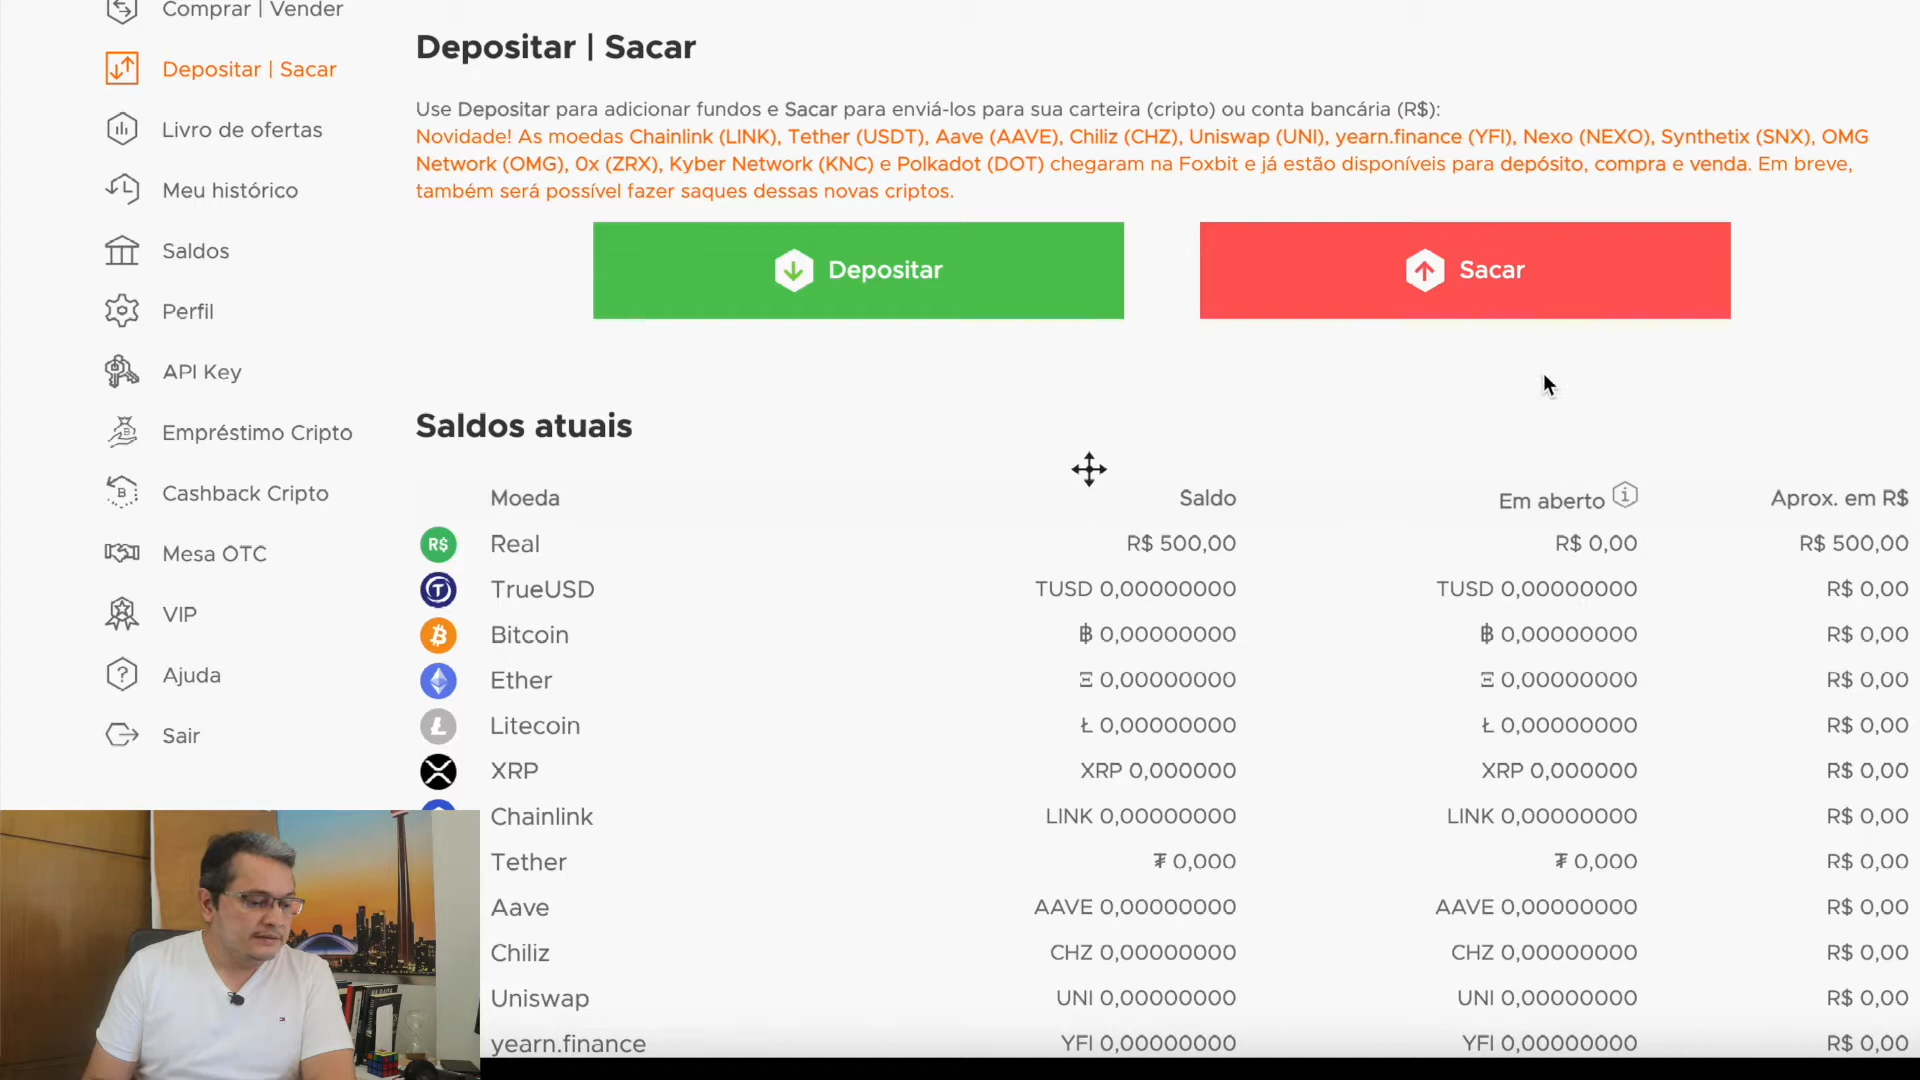 Comprar | Vender
Depositar | Sacar
Livro de ofertas
Meu histórico
Saldos
Perfil
API Key
Empréstimo Cripto
Cashback Cripto
Mesa OTC
VIP
Ajuda
Sair
Depositar | Sacar
Use Depositar para adicionar fundos e Sacar para enviá-los para sua carteira (cripto) ou conta bancária (R$):
Novidade! As moedas Chainlink (LINK), Tether (USDT), Aave (AAVE), Chiliz (CHZ), Uniswap (UNI), yearn.finance (YFI), Nexo (NEXO), Synthetix (SNX), OMG
Network (OMG), 0x (ZRX), Kyber Network (KNC) e Polkadot (DOT) chegaram na Foxbit e já estão disponíveis para depósito, compra e venda. Em breve,
também será possível fazer saques dessas novas criptos.
Depositar
Sacar
Saldos atuais
Moeda Saldo Em aberto Aprox. em R$
R$ Real R$ 500,00 R$ 0,00 R$ 500,00
TrueUSD TUSD 0,00000000 TUSD 0,00000000 R$ 0,00
Bitcoin ₿ 0,00000000 ₿ 0,00000000 R$ 0,00
Ether Ξ 0,00000000 Ξ 0,00000000 R$ 0,00
Litecoin Ł 0,00000000 Ł 0,00000000 R$ 0,00
XRP XRP 0,000000 XRP 0,000000 R$ 0,00
Chainlink LINK 0,00000000 LINK 0,00000000 R$ 0,00
Tether ₮ 0,000 ₮ 0,000 R$ 0,00
Aave AAVE 0,00000000 AAVE 0,00000000 R$ 0,00
Chiliz CHZ 0,00000000 CHZ 0,00000000 R$ 0,00
Uniswap UNI 0,00000000 UNI 0,00000000 R$ 0,00
yearn.finance YFI 0,00000000 YFI 0,00000000 R$ 0,00